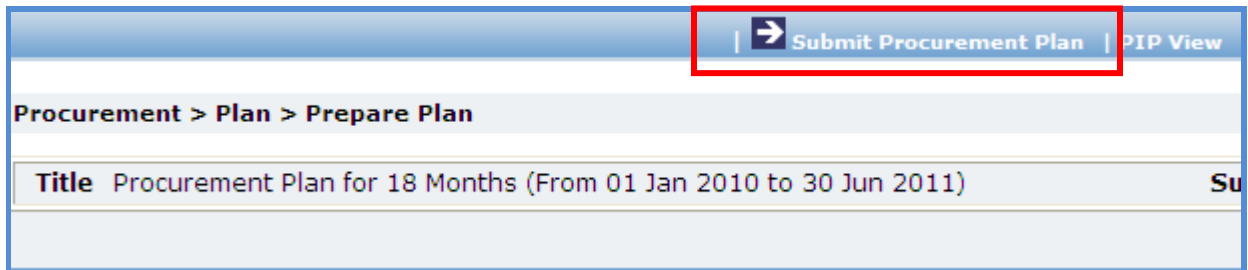 | Submit Procurement Plan | PIP View
Procurement > Plan > Prepare Plan
Title Procurement Plan for 18 Months (From 01 Jan 2010 to 30 Jun 2011) Su